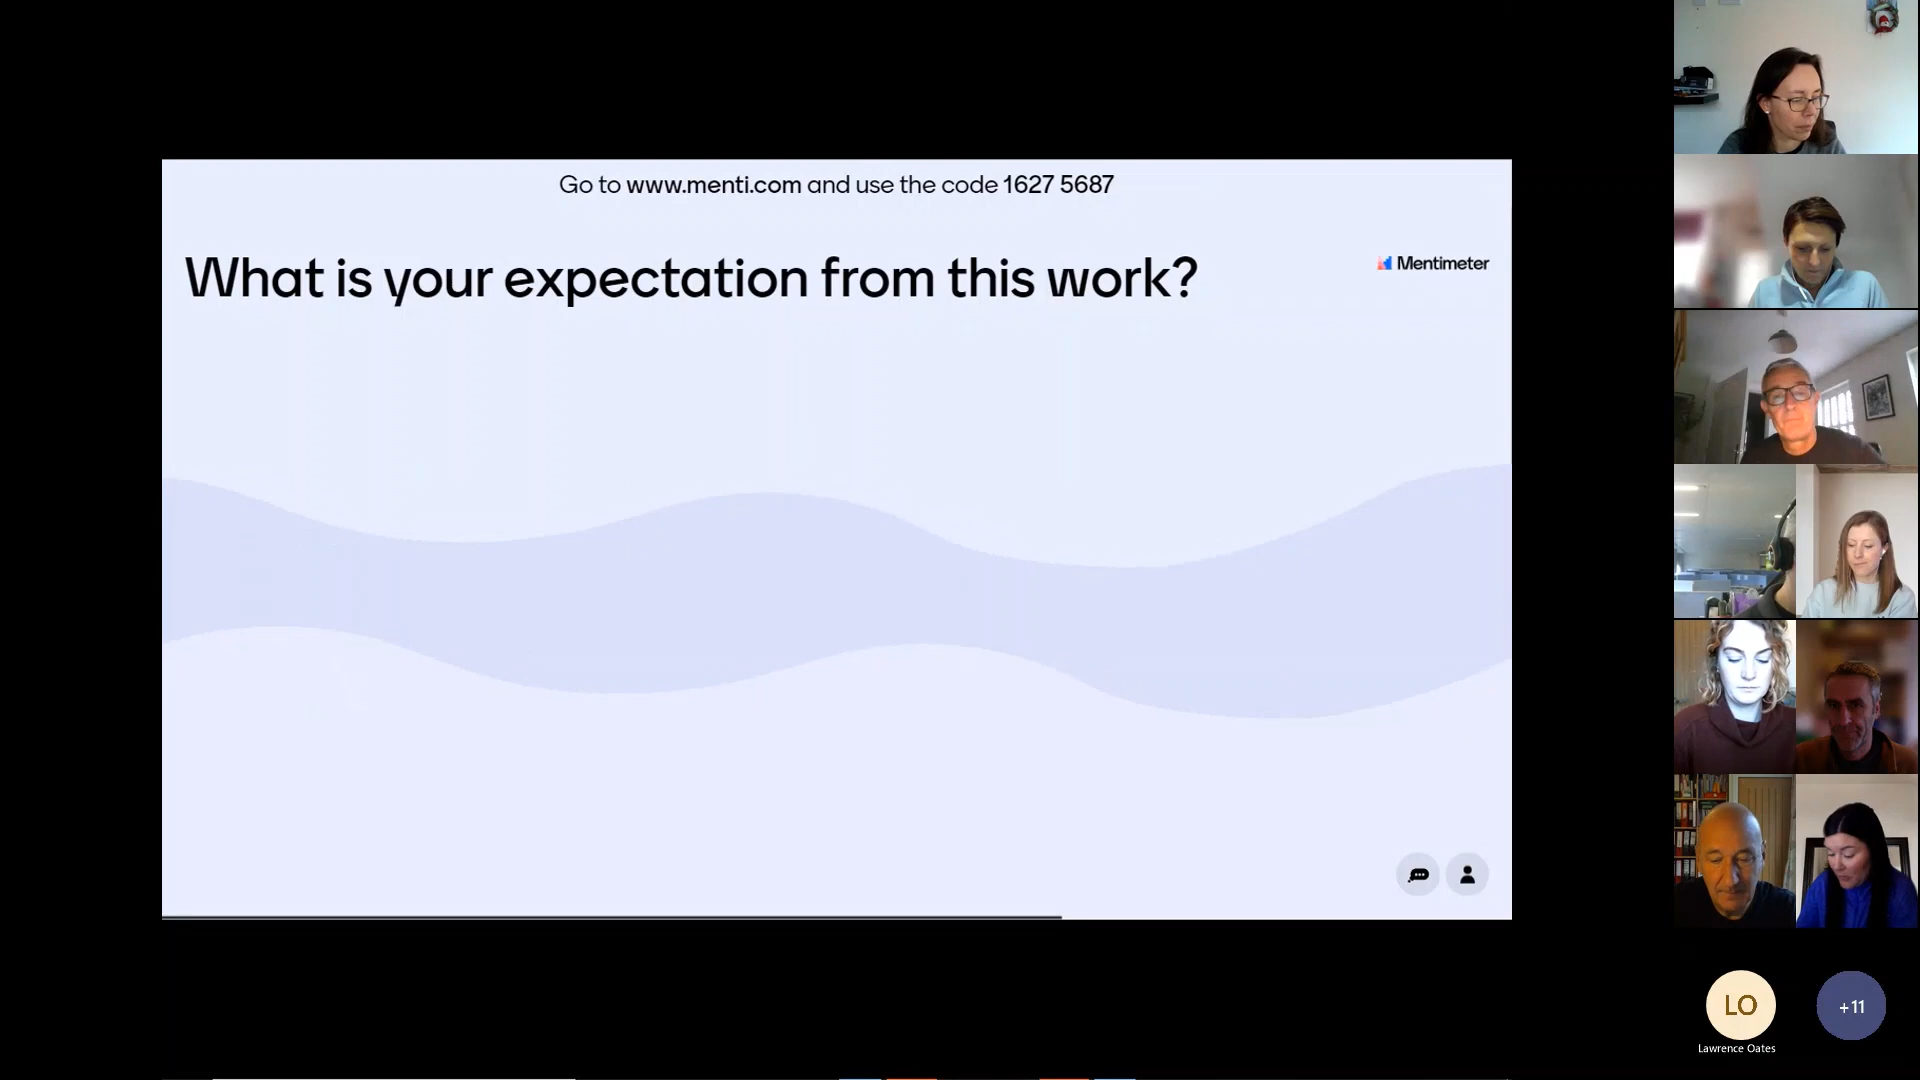 Go to www.menti.com and use the code 1627 5687
What is your expectation from this work?
Mentimeter
LO
+11
Lawrence Oates